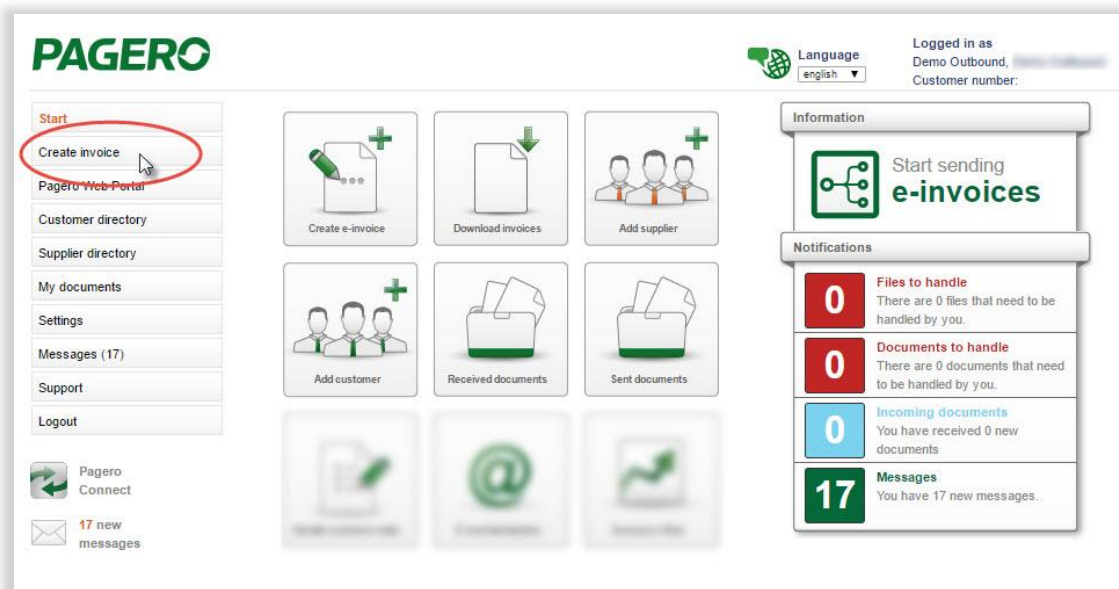 PAGERO
Language
english
Logged in as
Demo Outbound,
Customer number:
Start
Create invoice
Pagero Web Portal
Customer directory
Supplier directory
My documents
Settings
Messages (17)
Support
Logout
Pagero
Connect
17 new
messages
Create e-invoice
Download invoices
Add supplier
Add customer
Received documents
Sent documents
Information
Start sending
e-invoices
Notifications
0
Files to handle
There are 0 files that need to be
handled by you.
0
Documents to handle
There are 0 documents that need
to be handled by you.
0
Incoming documents
You have received 0 new
documents
17
Messages
You have 17 new messages.